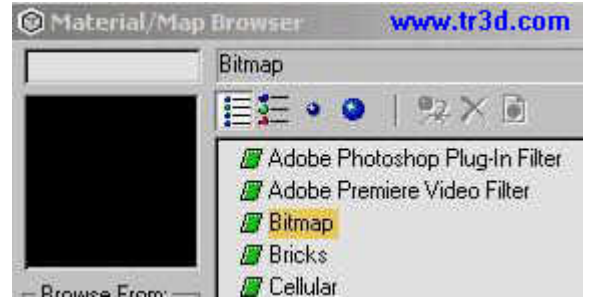 Material/Map Browser www.tr3d.com
Bitmap
Adobe Photoshop Plug-In Filter
Adobe Premiere Video Filter
Bitmap
Bricks
Cellular
Browse From: